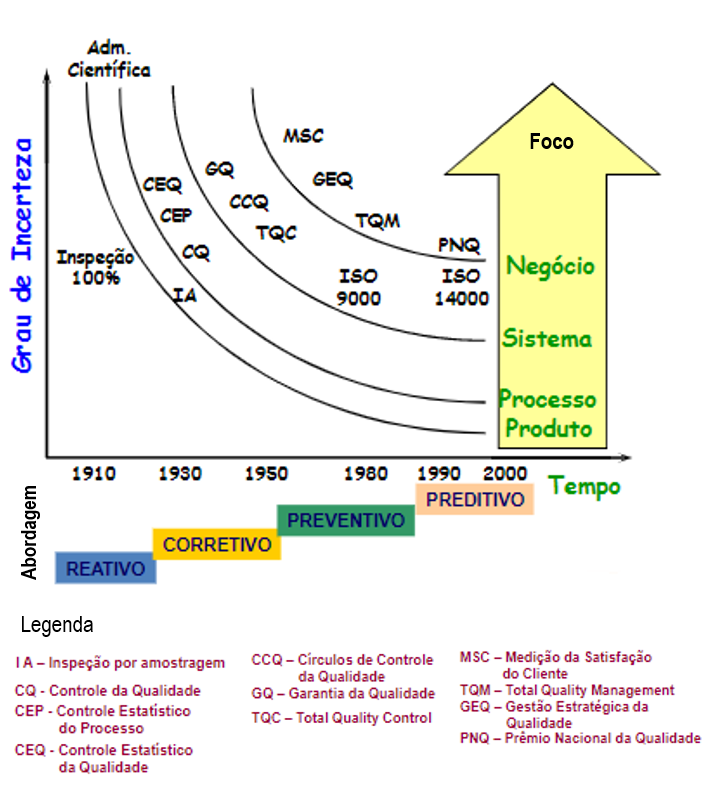 Adm.
Científica
Grau de Incerteza
MSC
GQ
GEQ
CEQ
CCQ
CEP
TQM
TQC
PNQ
CQ
Inspeção
100%
IA
ISO
9000
ISO
14000
Foco
Negócio
Sistema
Processo
Produto
1910 1930 1950 1980 1990 2000
Tempo
Abordagem
PREDITIVO
PREVENTIVO
CORRETIVO
REATIVO
Legenda
I A – Inspeção por amostragem
CQ - Controle da Qualidade
CEP - Controle Estatístico
do Processo
CEQ - Controle Estatístico
da Qualidade
CCQ – Círculos de Controle
da Qualidade
GQ – Garantia da Qualidade
TQC – Total Quality Control
MSC – Medição da Satisfação
do Cliente
TQM – Total Quality Management
GEQ – Gestão Estratégica da
Qualidade
PNQ – Prêmio Nacional da Qualidade